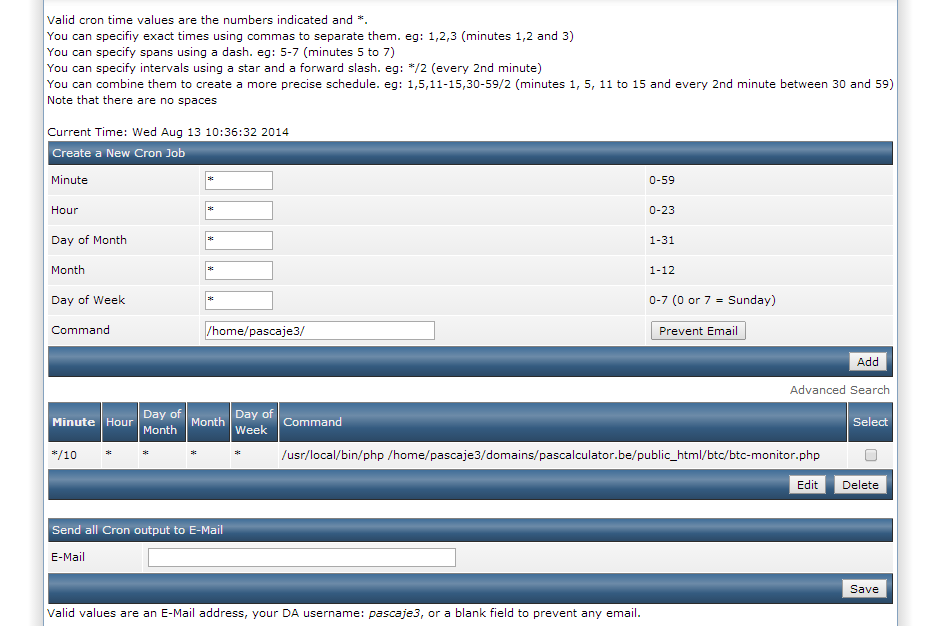 Valid cron time values are the numbers indicated and *.
You can specifiy exact times using commas to separate them. eg: 1,2,3 (minutes 1,2 and 3)
You can specify spans using a dash. eg: 5-7 (minutes 5 to 7)
You can specify intervals using a star and a forward slash. eg: */2 (every 2nd minute)
You can combine them to create a more precise schedule. eg: 1,5,11-15,30-59/2 (minutes 1, 5, 11 to 15 and every 2nd minute between 30 and 59)
Note that there are no spaces
Current Time: Wed Aug 13 10:36:32 2014
Create a New Cron Job
Minute * 0-59
Hour * 0-23
Day of Month * 1-31
Month * 1-12
Day of Week * 0-7 (0 or 7 = Sunday)
Command /home/pascaje3/ Prevent Email
Add
Advanced Search
Minute Hour Day of Month Month Day of Week Command Select
*/10 * * * * /usr/local/bin/php /home/pascaje3/domains/pascalculator.be/public_html/btc/btc-monitor.php
Edit Delete
Send all Cron output to E-Mail
E-Mail
Save
Valid values are an E-Mail address, your DA username: pascaje3, or a blank field to prevent any email.